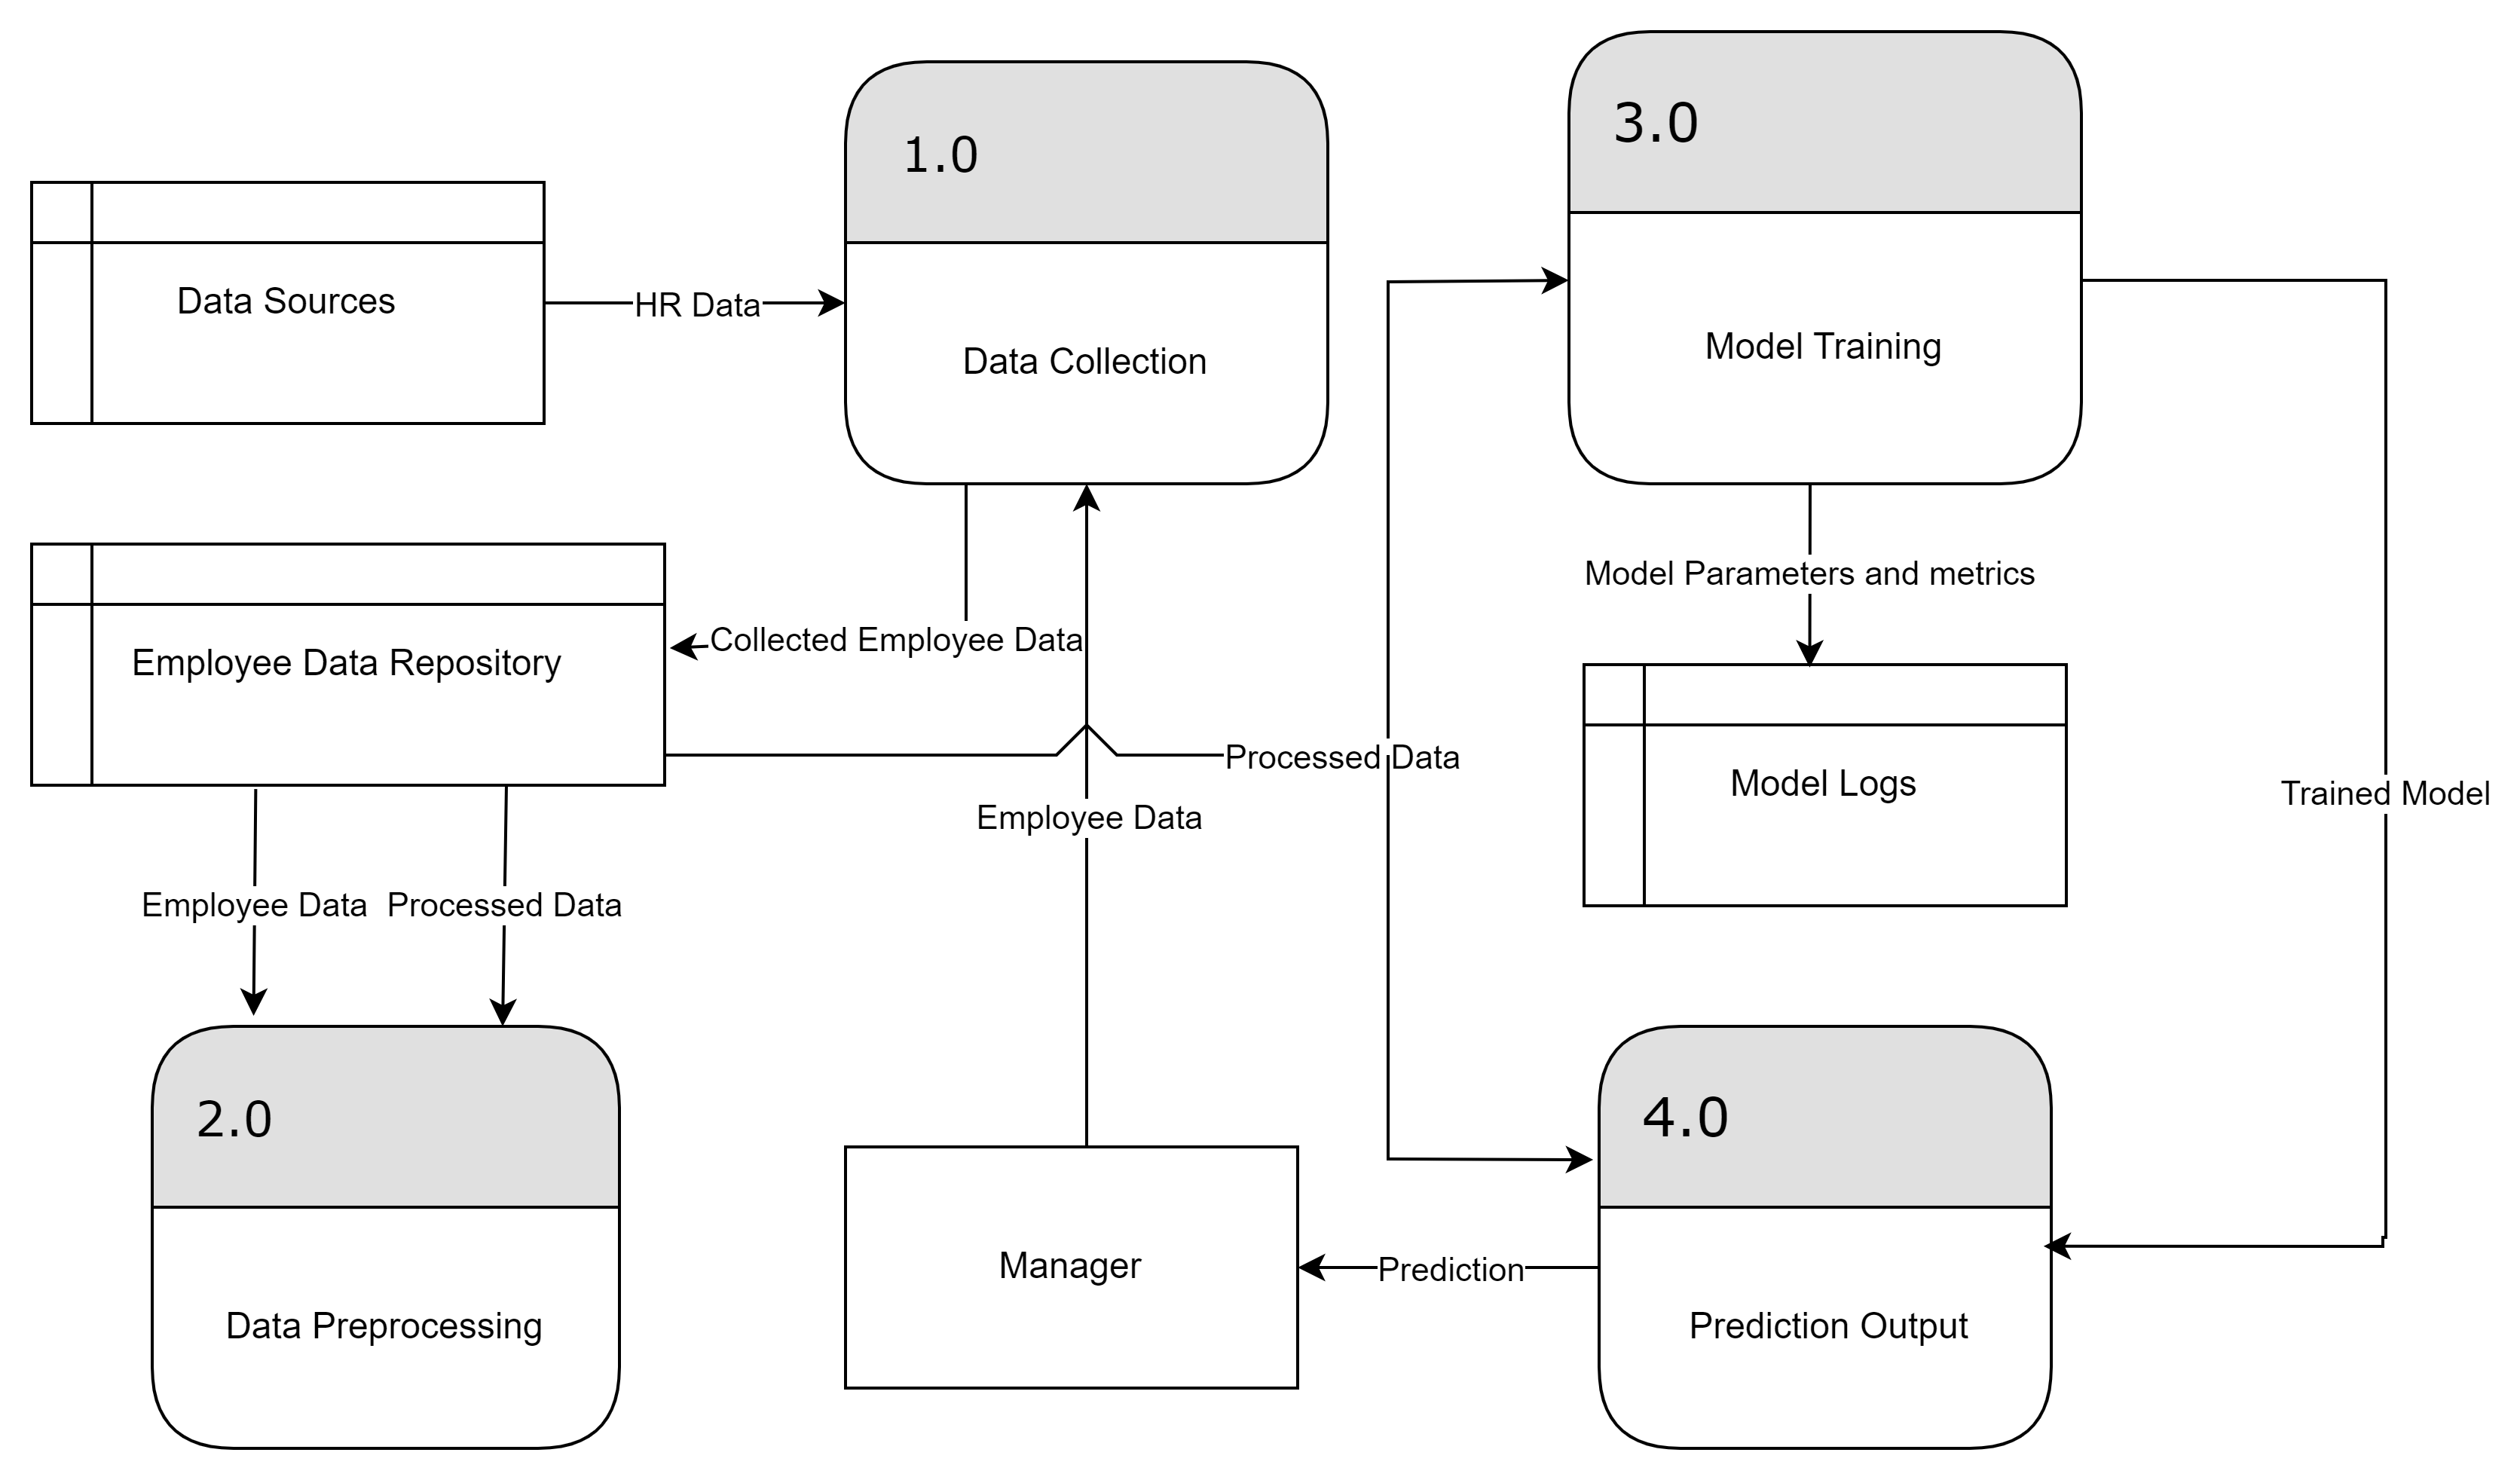 1.0
3.0
Data Sources
HR Data
Data Collection
Model Training
Model Parameters and metrics
Collected Employee Data
Employee Data Repository
Processed Data
Model Logs
Trained Model
Employee Data
Employee Data
Processed Data
2.0
4.0
Manager
Prediction
Data Preprocessing
Prediction Output